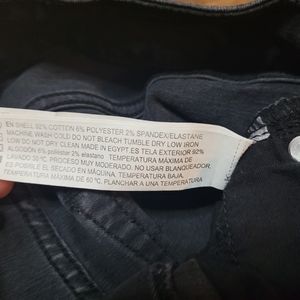 EN SHELL 92% COTTON 6% POLYESTER 2% SPANDEX/ELASTANE
MACHINE WASH COLD DO NOT BLEACH TUMBLE DRY LOW IRON
LOW DO NOT DRY CLEAN MADE IN EGYPT.ES TELA EXTERIOR 92%
ALGODÓN 6% poliéster 2% elastano TEMPERATURA MÁXIMA DE
LAVADO 30 ºC. PROCESO MUY MODERADO. NO USAR BLANQUEADOR.
ES POSIBLE EL SECADO EN MÁQUINA, TEMPERATURA BAJA,
TEMPERATURA MÁXIMA DE 60 ºC. PLANCHAR A UNA TEMPERATURA